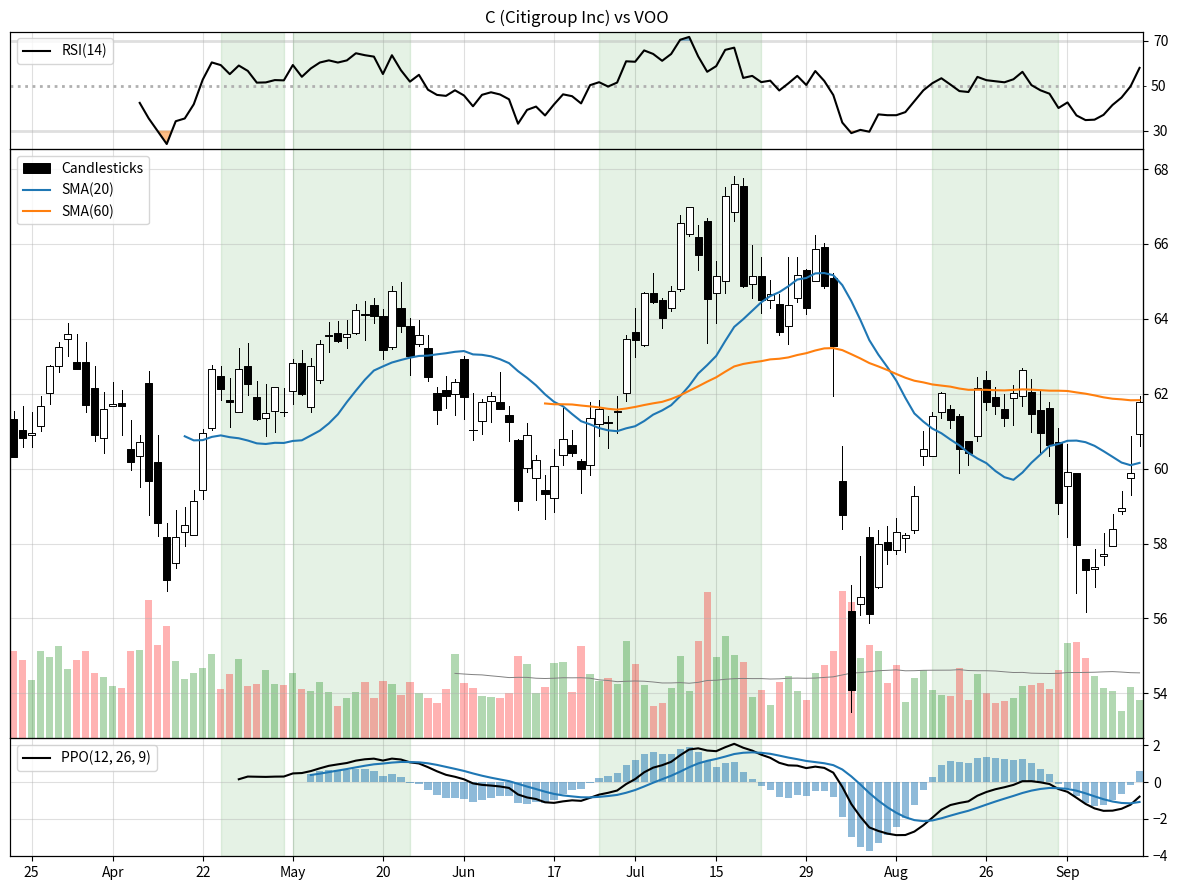 C (Citigroup Inc) vs VOO
RSI(14)
70
50
30
Candlesticks
SMA(20)
SMA(60)
68
66
64
62
60
58
56
54
PPO(12, 26, 9)
2
0
−2
−4
25 Apr 22 May 20 Jun 17 Jul 15 29 Aug 26 Sep